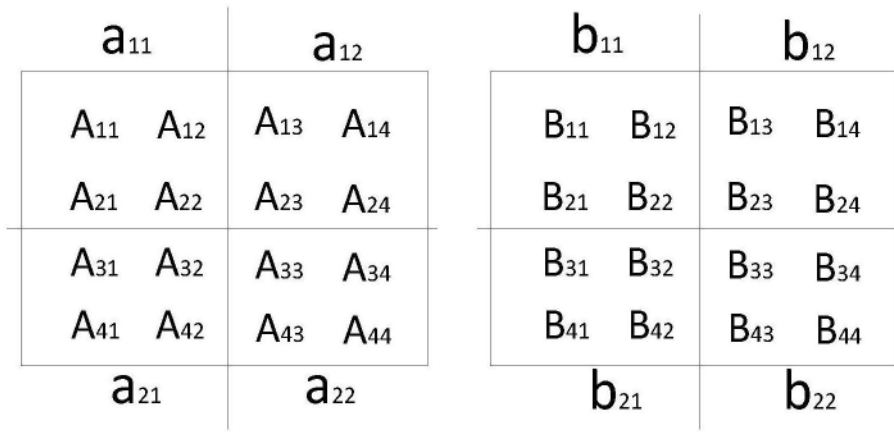 a11 a12 b11 b12
A11 A12 A13 A14 B11 B12 B13 B14
A21 A22 A23 A24 B21 B22 B23 B24
A31 A32 A33 A34 B31 B32 B33 B34
A41 A42 A43 A44 B41 B42 B43 B44
a21 a22 b21 b22